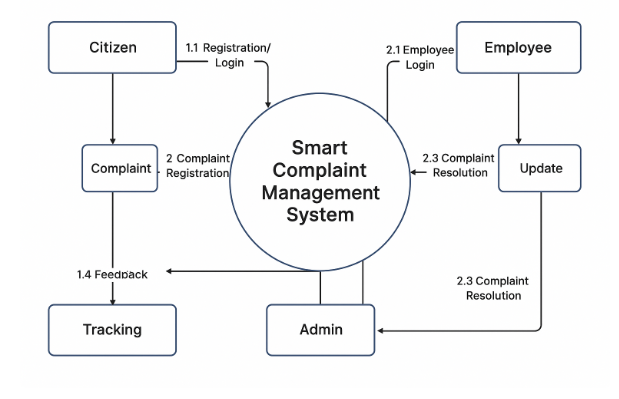 Citizen
1.1 Registration/
Login
2.1 Employee
Login
Employee
Complaint
2 Complaint
Registration
Smart
Complaint
Management
System
2.3 Complaint
Resolution
Update
1.4 Feedback
2.3 Complaint
Resolution
Tracking
Admin